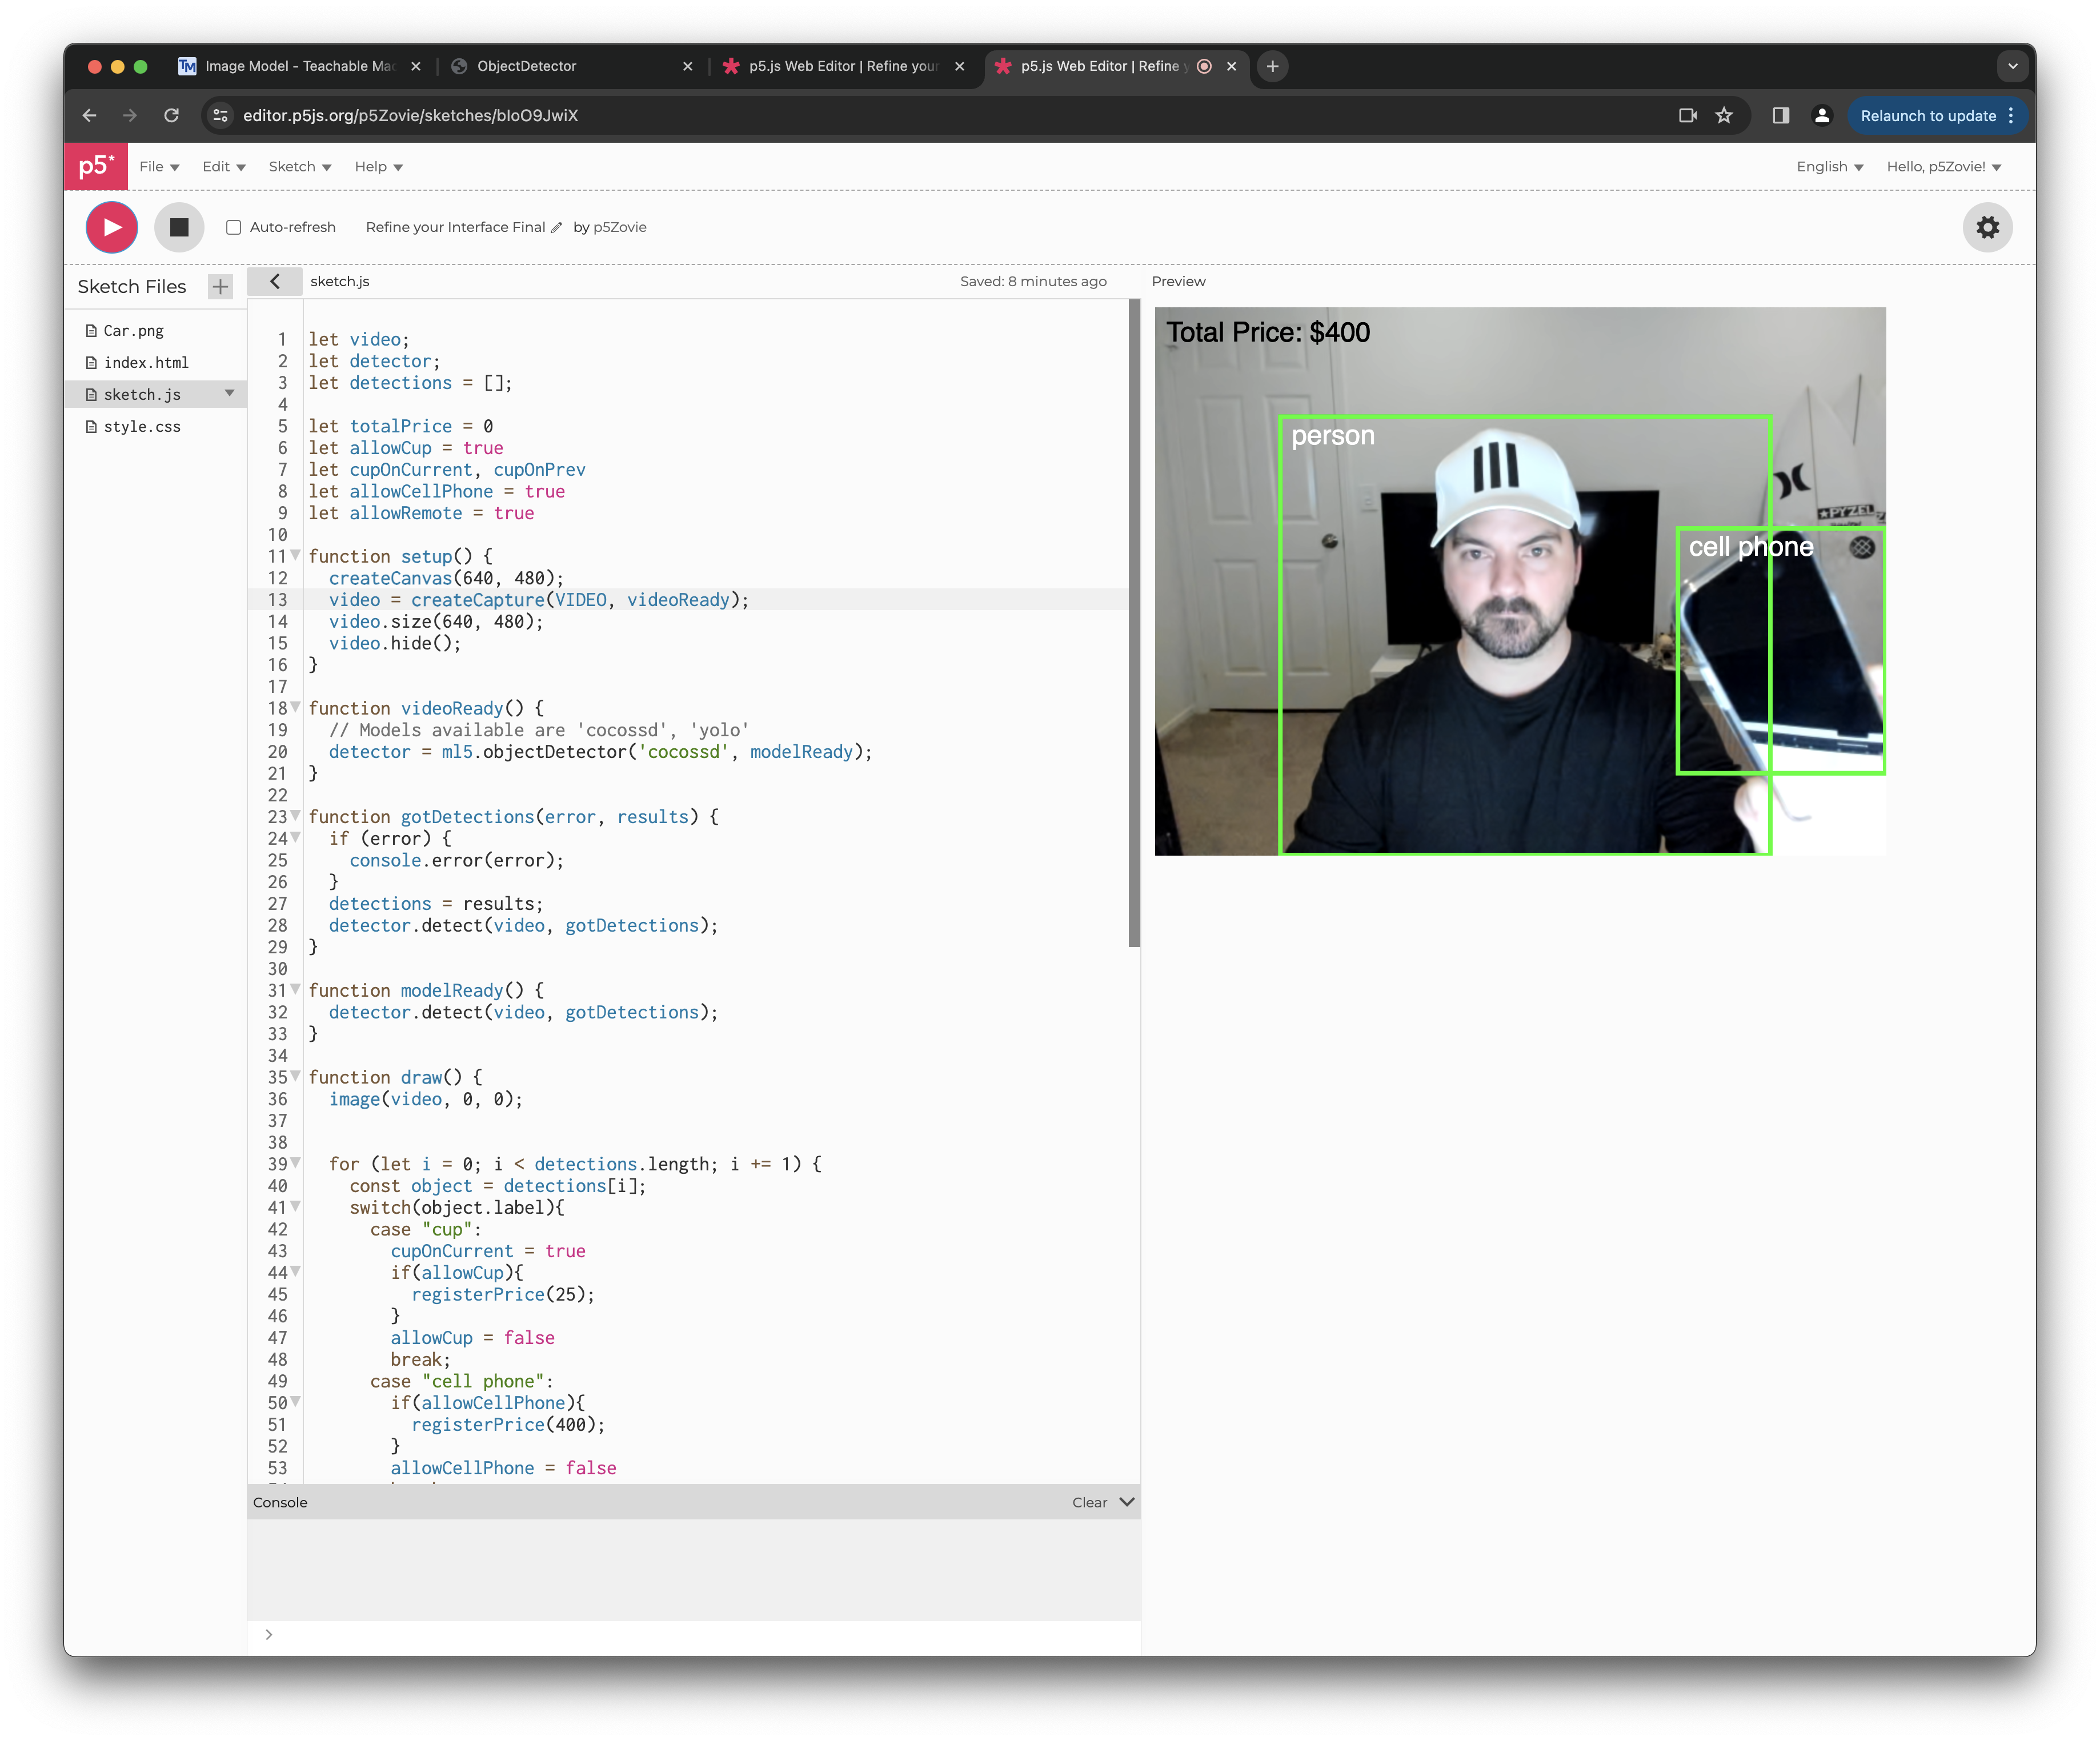 Image Model - Teachable Mac
ObjectDetector
p5.js Web Editor | Refine your
p5.js Web Editor | Refine y
editor.p5js.org/p5Zovie/sketches/bIoO9JwiX
Relaunch to update
p5*
File
Edit
Sketch
Help
English
Hello, p5Zovie!
Auto-refresh
Refine your Interface Final
by p5Zovie
Sketch Files
sketch.js
Saved: 8 minutes ago
Preview
Car.png
index.html
sketch.js
style.css
1 let video;
2 let detector;
3 let detections = [];
4
5 let totalPrice = 0
6 let allowCup = true
7 let cupOnCurrent, cupOnPrev
8 let allowCellPhone = true
9 let allowRemote = true
10
11 function setup() {
12 createCanvas(640, 480);
13 video = createCapture(VIDEO, videoReady);
14 video.size(640, 480);
15 video.hide();
16 }
17
18 function videoReady() {
19 // Models available are 'cocossd', 'yolo'
20 detector = ml5.objectDetector('cocossd', modelReady);
21 }
22
23 function gotDetections(error, results) {
24 if (error) {
25 console.error(error);
26 }
27 detections = results;
28 detector.detect(video, gotDetections);
29 }
30
31 function modelReady() {
32 detector.detect(video, gotDetections);
33 }
34
35 function draw() {
36 image(video, 0, 0);
37
38
39 for (let i = 0; i < detections.length; i += 1) {
40 const object = detections[i];
41 switch(object.label){
42 case "cup":
43 cupOnCurrent = true
44 if(allowCup){
45 registerPrice(25);
46 }
47 allowCup = false
48 break;
49 case "cell phone":
50 if(allowCellPhone){
51 registerPrice(400);
52 }
53 allowCellPhone = false
Console
Clear
>
Total Price: $400
person
PYZEL
cell phone